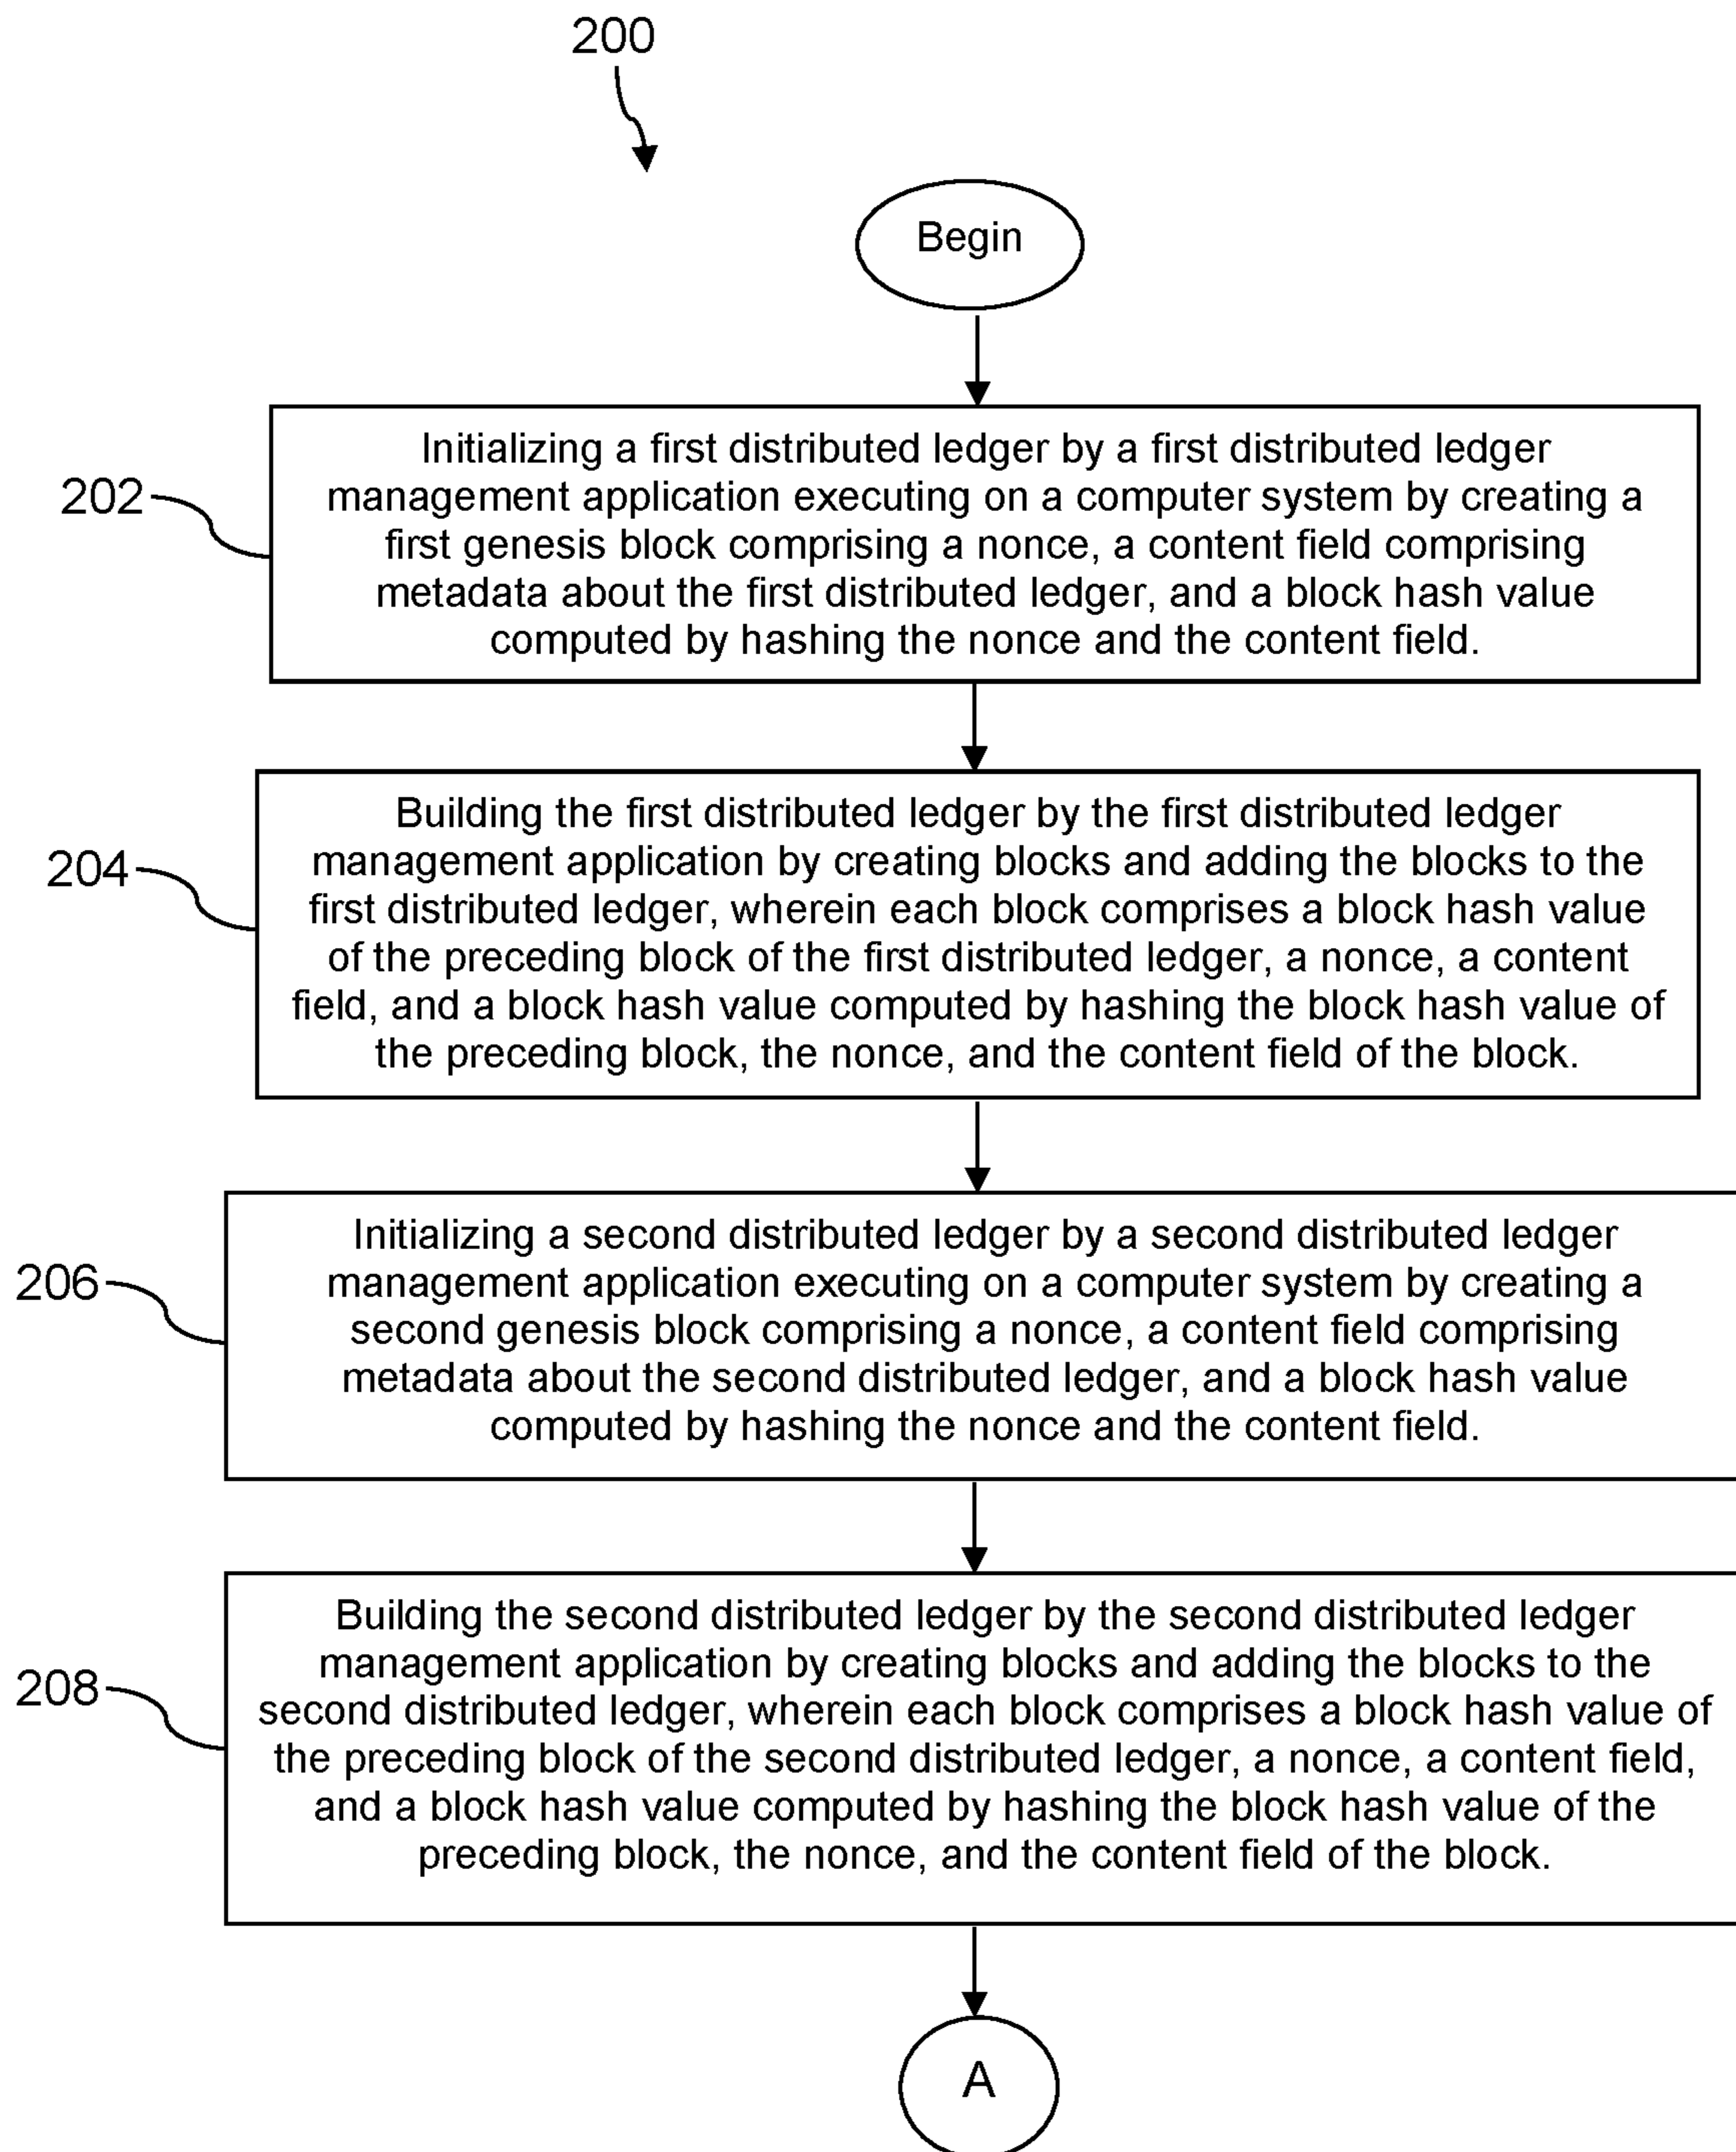 200
Begin
202
Initializing a first distributed ledger by a first distributed ledger
management application executing on a computer system by creating a
first genesis block comprising a nonce, a content field comprising
metadata about the first distributed ledger, and a block hash value
computed by hashing the nonce and the content field.
204
Building the first distributed ledger by the first distributed ledger
management application by creating blocks and adding the blocks to the
first distributed ledger, wherein each block comprises a block hash value
of the preceding block of the first distributed ledger, a nonce, a content
field, and a block hash value computed by hashing the block hash value of
the preceding block, the nonce, and the content field of the block.
206
Initializing a second distributed ledger by a second distributed ledger
management application executing on a computer system by creating a
second genesis block comprising a nonce, a content field comprising
metadata about the second distributed ledger, and a block hash value
computed by hashing the nonce and the content field.
208
Building the second distributed ledger by the second distributed ledger
management application by creating blocks and adding the blocks to the
second distributed ledger, wherein each block comprises a block hash value of
the preceding block of the second distributed ledger, a nonce, a content field,
and a block hash value computed by hashing the block hash value of the
preceding block, the nonce, and the content field of the block.
A